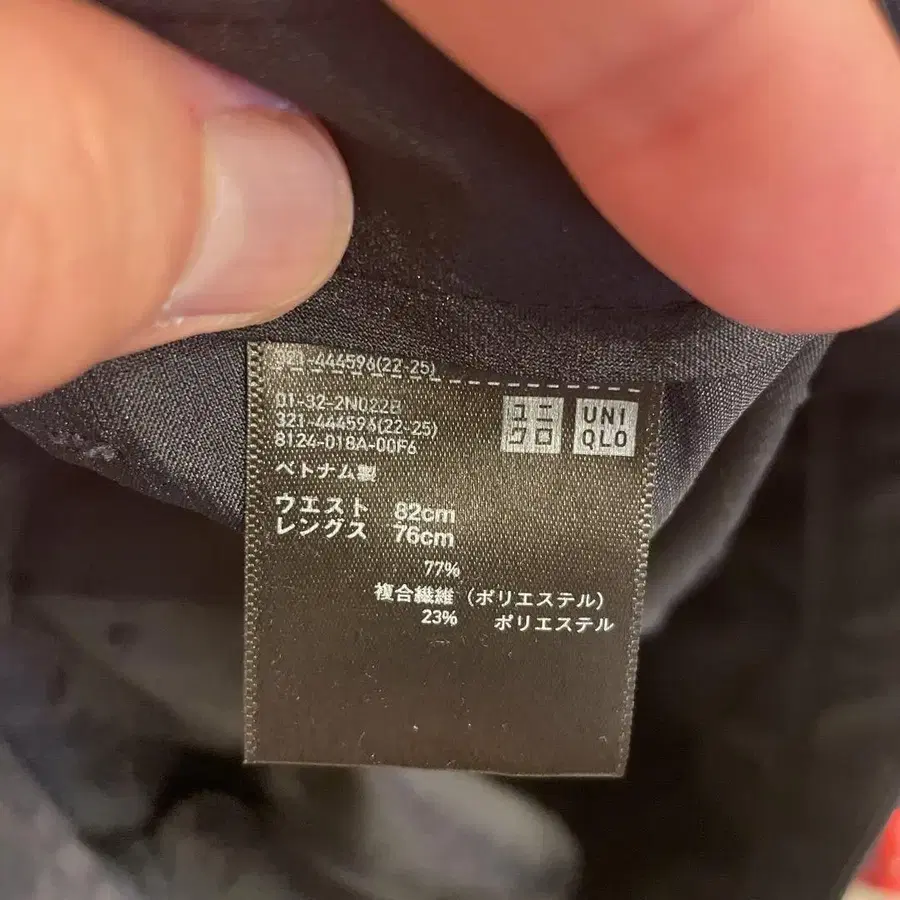 321-444596(22-25)
01-32-2N022B
321-444596(22-25)
8124-018A-00F6
ベトナム製
ユニ
クロ
UNI
QLO
ウエスト 82cm
レングス 76cm
77%
複合繊維（ポリエステル）
23% ポリエステル